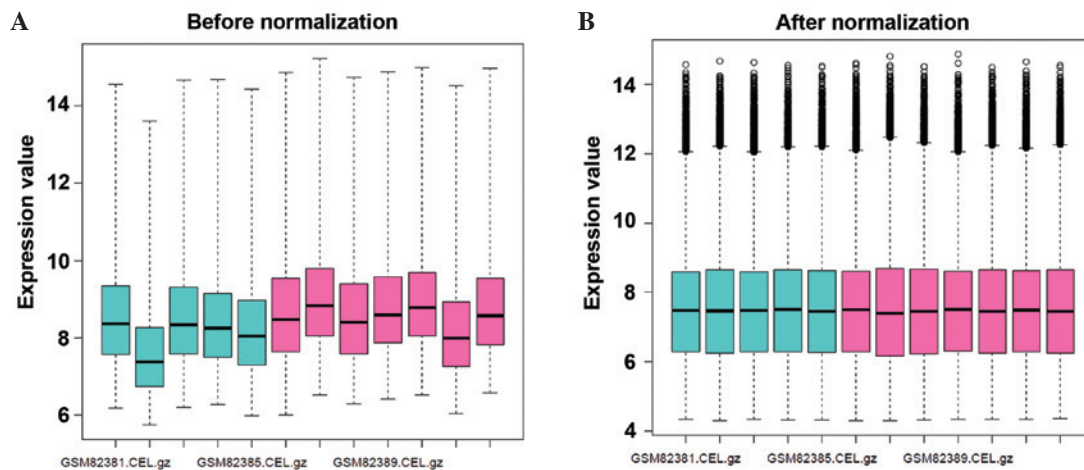 A
Before normalization
Expression value
14
12
10
8
6
GSM82381.CEL.gz GSM82385.CEL.gz GSM82389.CEL.gz
B
After normalization
Expression value
14
12
10
8
6
4
GSM82381.CEL.gz GSM82385.CEL.gz GSM82389.CEL.gz